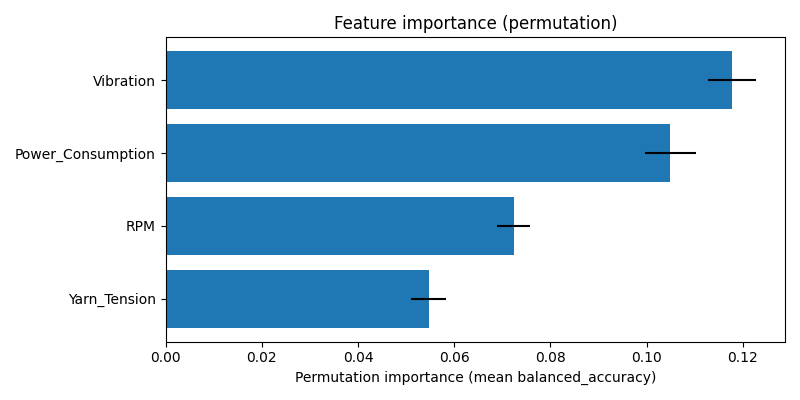 Feature importance (permutation)
Vibration
Power_Consumption
RPM
Yarn_Tension
0.00 0.02 0.04 0.06 0.08 0.10 0.12
Permutation importance (mean balanced_accuracy)